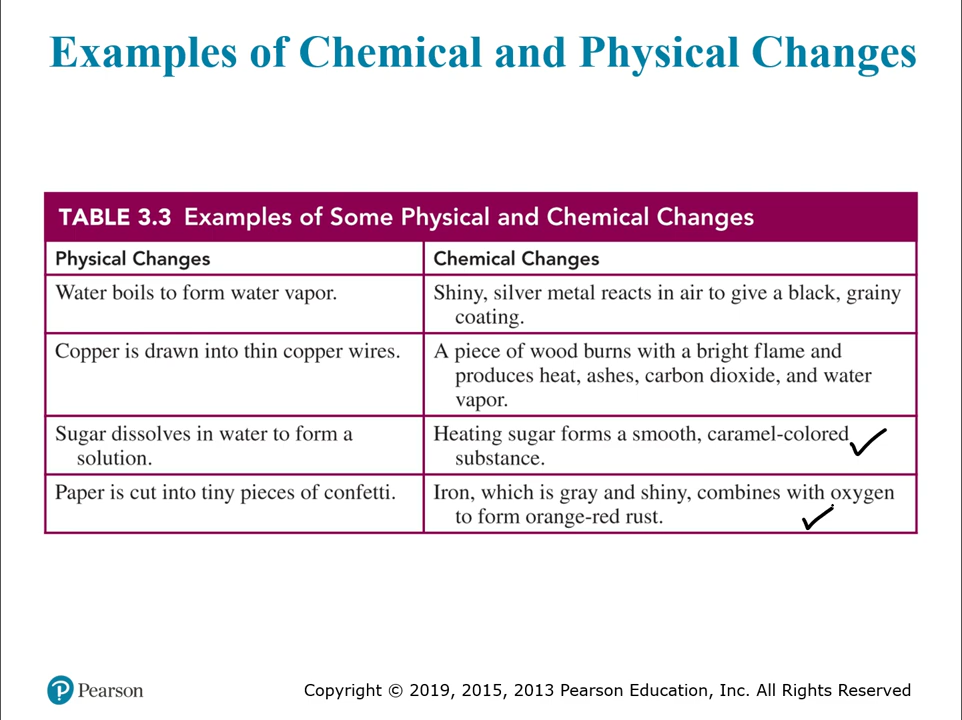 Examples of Chemical and Physical Changes
TABLE 3.3 Examples of Some Physical and Chemical Changes
Physical Changes
Chemical Changes
Water boils to form water vapor.
Shiny, silver metal reacts in air to give a black, grainy
coating.
Copper is drawn into thin copper wires.
A piece of wood burns with a bright flame and
produces heat, ashes, carbon dioxide, and water
vapor.
Sugar dissolves in water to form a
solution.
Heating sugar forms a smooth, caramel-colored
substance.
Paper is cut into tiny pieces of confetti.
Iron, which is gray and shiny, combines with oxygen
to form orange-red rust.
Pearson
Copyright © 2019, 2015, 2013 Pearson Education, Inc. All Rights Reserved